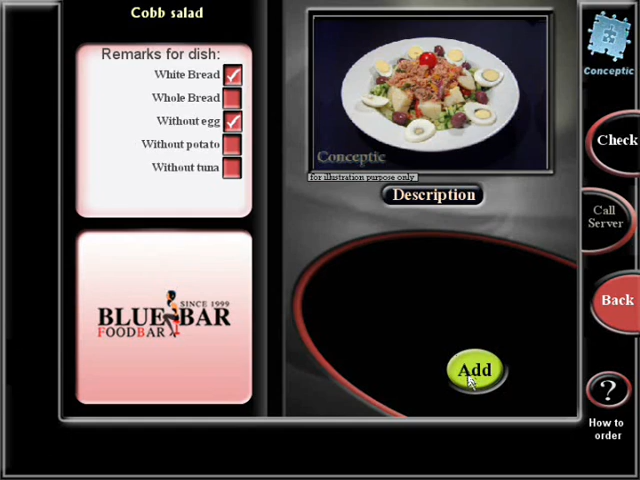 Cobb salad
Remarks for dish:
White Bread
Whole Bread
Without egg
Without potato
Without tuna
SINCE 1999
BLUE BAR
FOODBAR
Conceptic
for illustration purpose only
Description
Add
Conceptic
Check
Call
Server
Back
?
How to
order